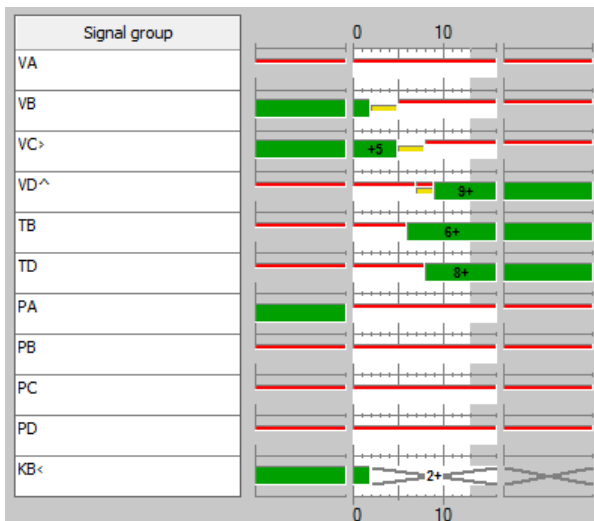 Signal group
0 10
VA
VB
VC> +5
VD^ 9+
TB 6+
TD 8+
PA
PB
PC
PD
KB< 2+
0 10